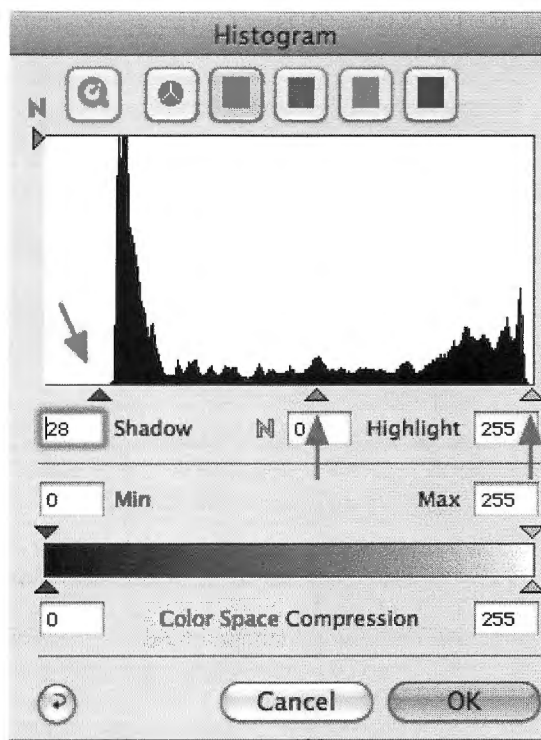 Histogram
N
28 Shadow N 0 Highlight 255
0 Min Max 255
0 Color Space Compression 255
Cancel OK